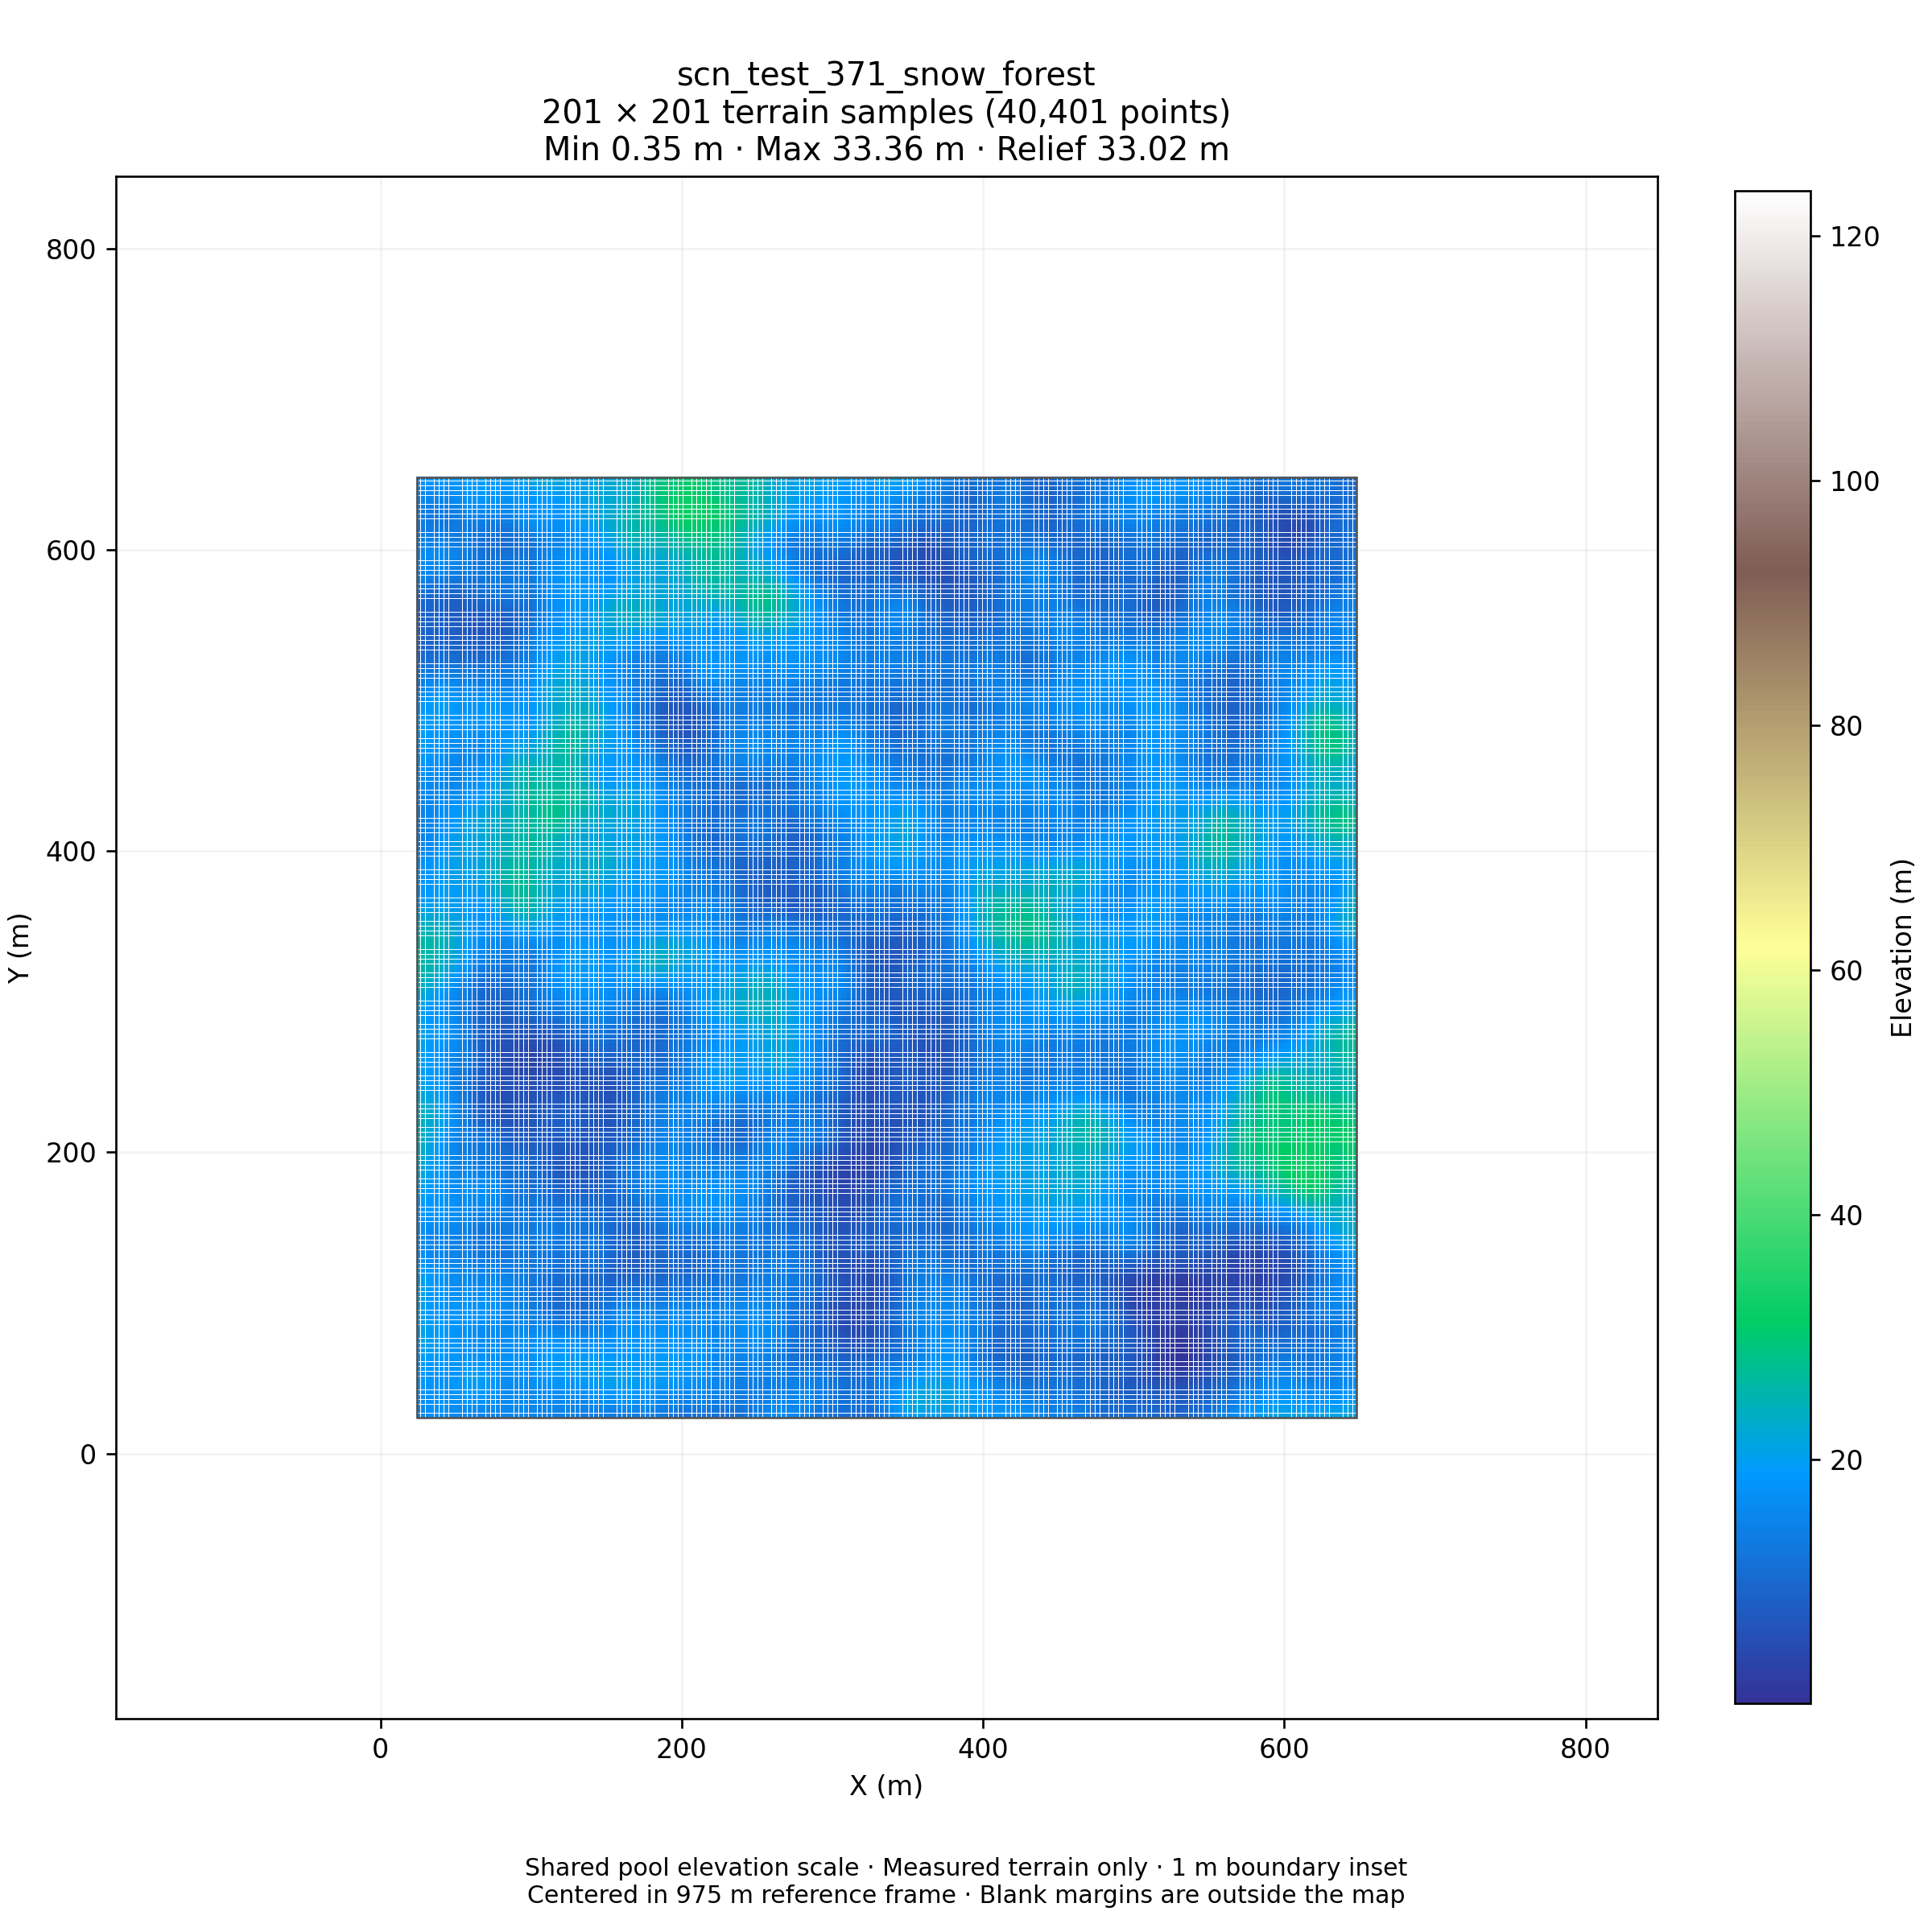 scn_test_371_snow_forest
201 × 201 terrain samples (40,401 points)
Min 0.35 m · Max 33.36 m · Relief 33.02 m
800
600
400
200
0
Y (m)
0
200
400
600
800
X (m)
120
100
80
60
40
20
Elevation (m)
Shared pool elevation scale · Measured terrain only · 1 m boundary inset
Centered in 975 m reference frame · Blank margins are outside the map